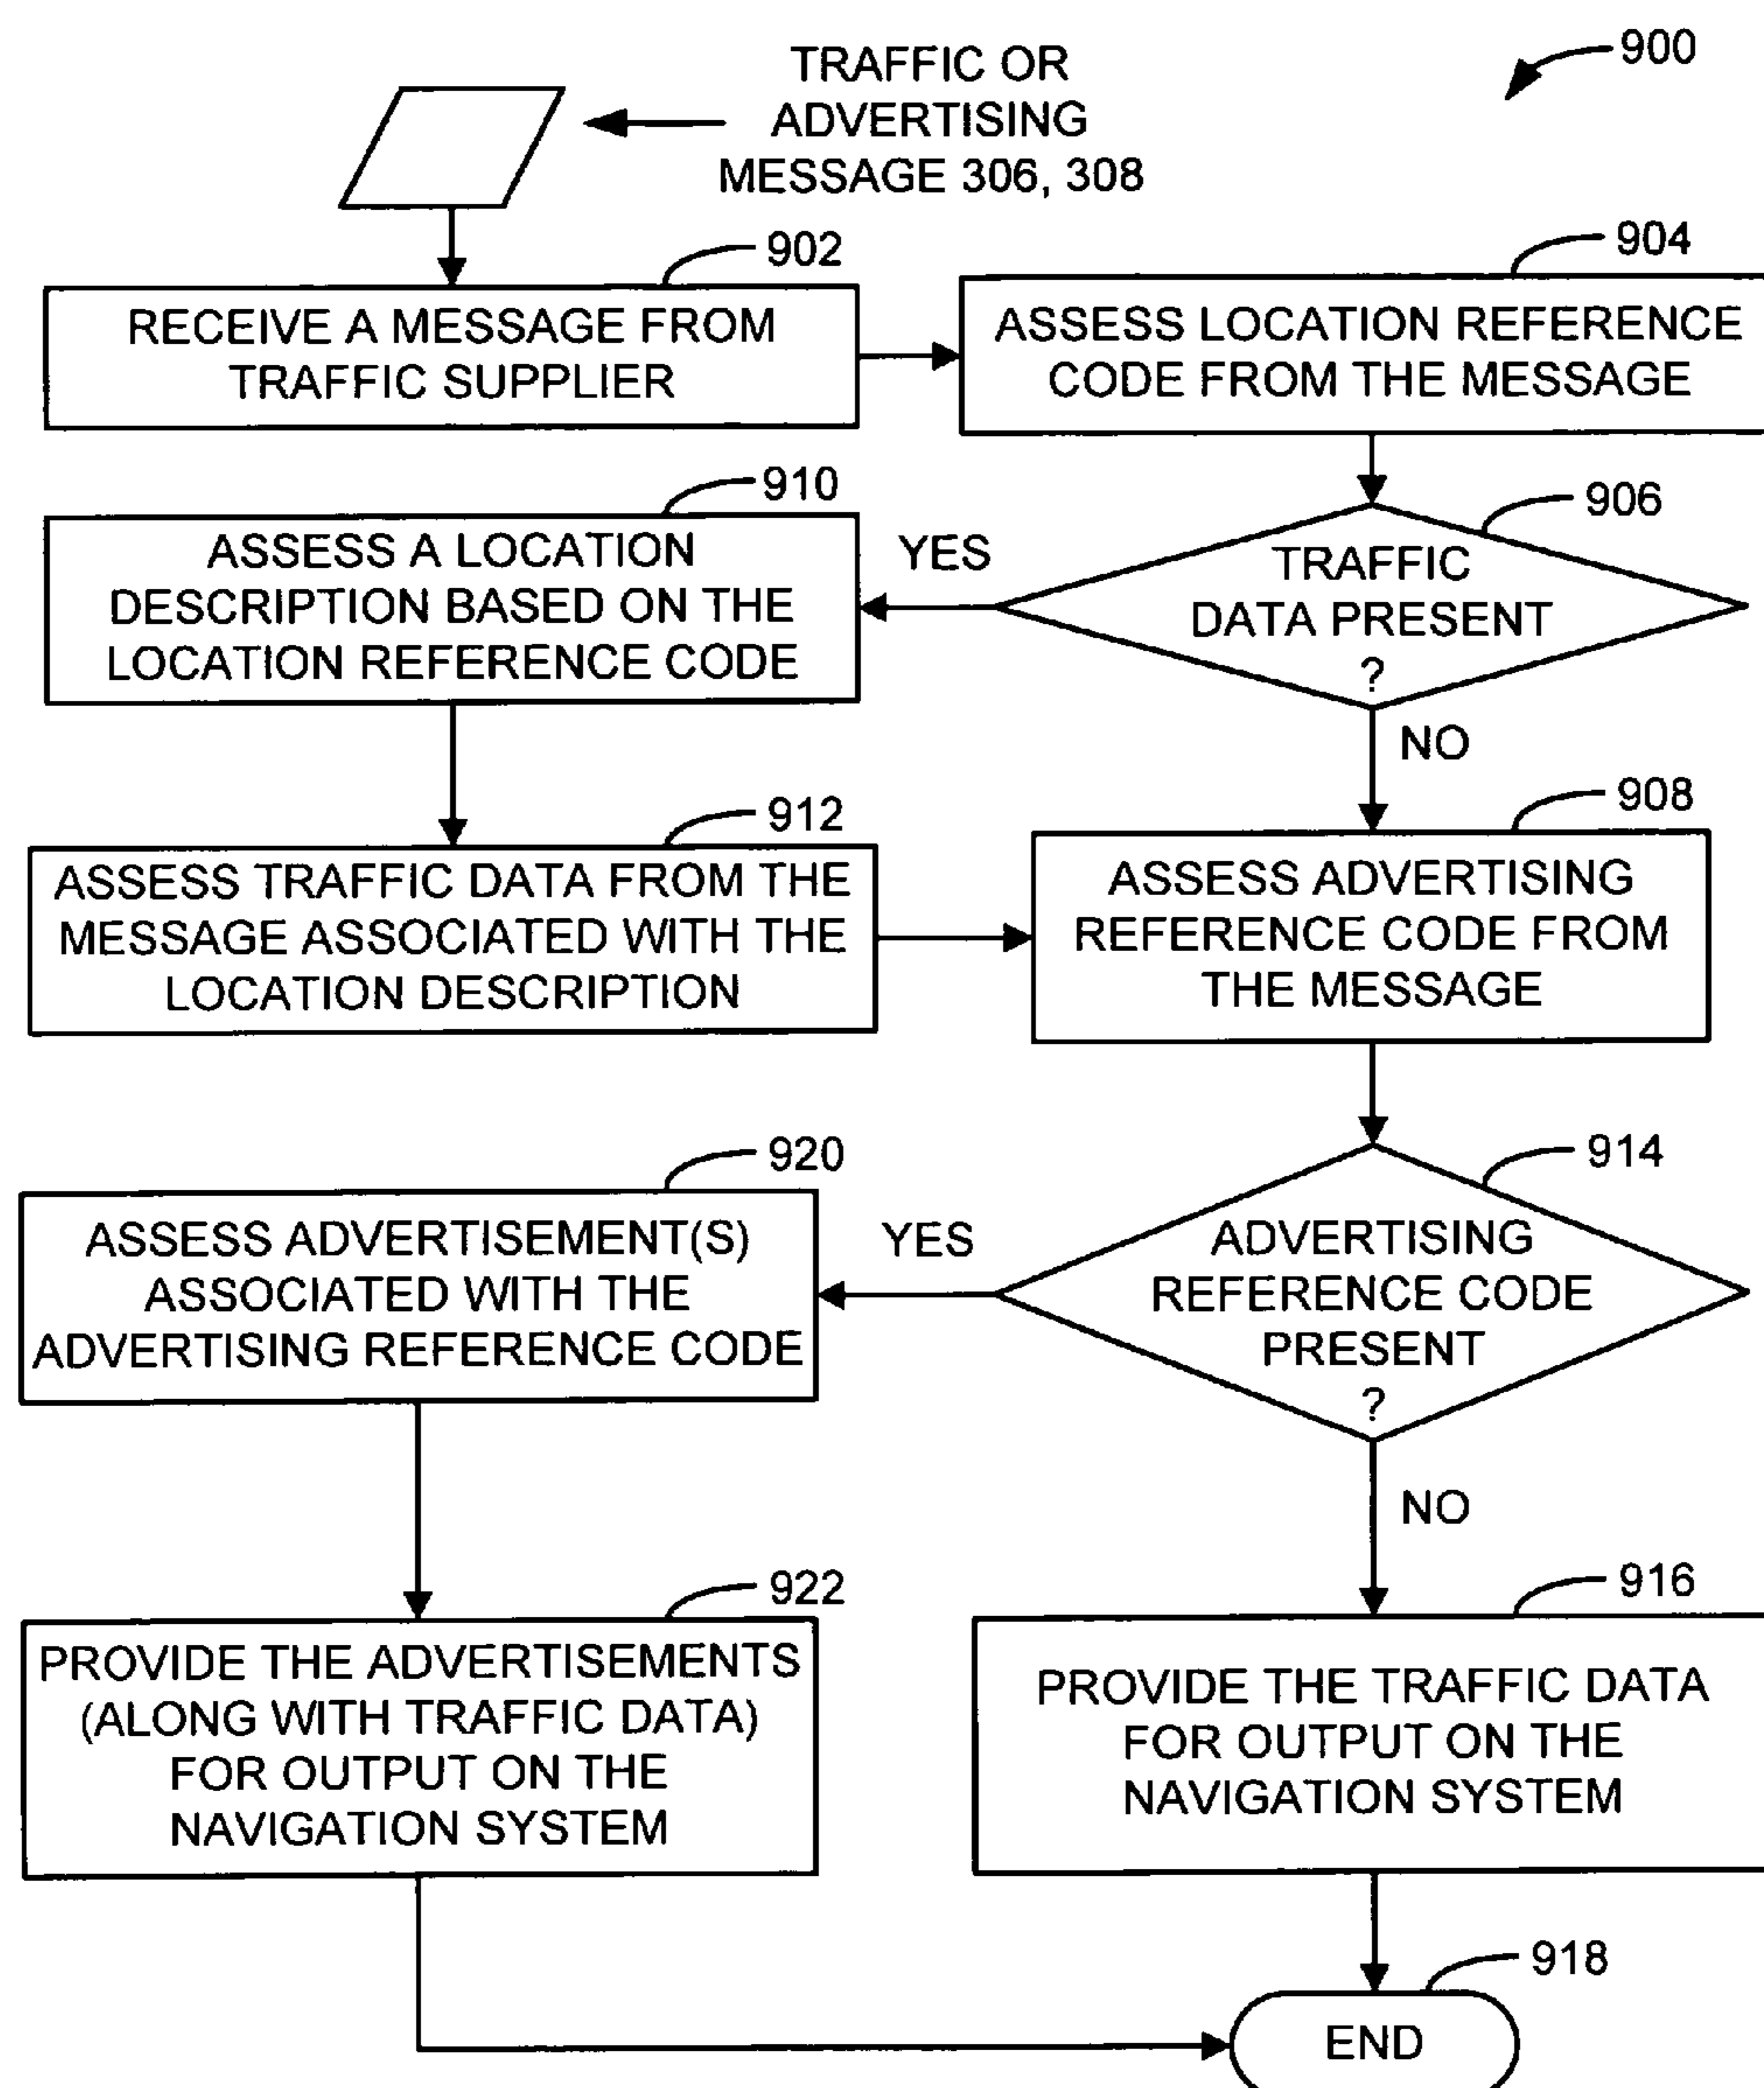 900
TRAFFIC OR
ADVERTISING
MESSAGE 306, 308
902
RECEIVE A MESSAGE FROM
TRAFFIC SUPPLIER
904
ASSESS LOCATION REFERENCE
CODE FROM THE MESSAGE
906
TRAFFIC
DATA PRESENT
?
YES
NO
910
ASSESS A LOCATION
DESCRIPTION BASED ON THE
LOCATION REFERENCE CODE
912
ASSESS TRAFFIC DATA FROM THE
MESSAGE ASSOCIATED WITH THE
LOCATION DESCRIPTION
908
ASSESS ADVERTISING
REFERENCE CODE FROM
THE MESSAGE
914
ADVERTISING
REFERENCE CODE
PRESENT
?
YES
NO
920
ASSESS ADVERTISEMENT(S)
ASSOCIATED WITH THE
ADVERTISING REFERENCE CODE
922
PROVIDE THE ADVERTISEMENTS
(ALONG WITH TRAFFIC DATA)
FOR OUTPUT ON THE
NAVIGATION SYSTEM
916
PROVIDE THE TRAFFIC DATA
FOR OUTPUT ON THE
NAVIGATION SYSTEM
918
END